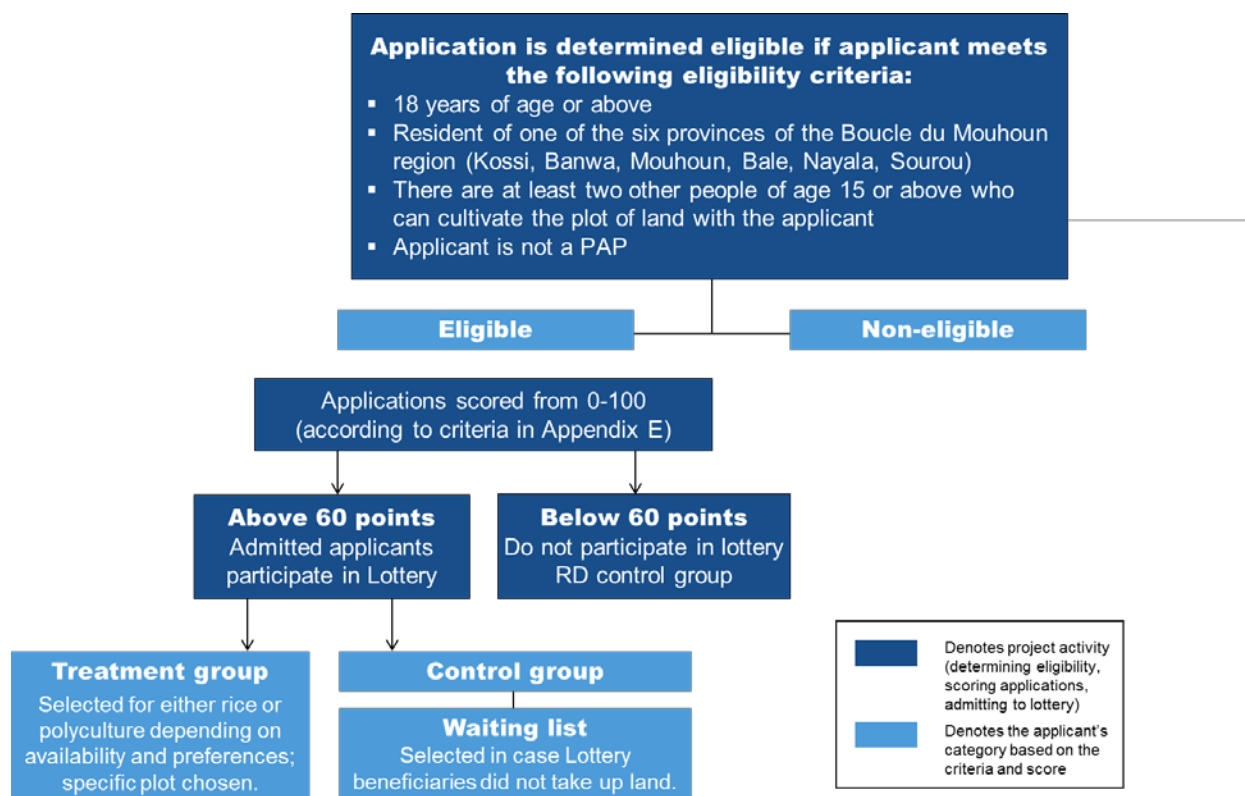 Application is determined eligible if applicant meets
the following eligibility criteria:
▪ 18 years of age or above
▪ Resident of one of the six provinces of the Boucle du Mouhoun
region (Kossi, Banwa, Mouhoun, Bale, Nayala, Sourou)
▪ There are at least two other people of age 15 or above who
can cultivate the plot of land with the applicant
▪ Applicant is not a PAP
Eligible
Non-eligible
Applications scored from 0-100
(according to criteria in Appendix E)
Above 60 points
Admitted applicants
participate in Lottery
Below 60 points
Do not participate in lottery
RD control group
Treatment group
Selected for either rice or
polyculture depending on
availability and preferences;
specific plot chosen.
Control group
Waiting list
Selected in case Lottery
beneficiaries did not take up land.
Denotes project activity
(determining eligibility,
scoring applications,
admitting to lottery)
Denotes the applicant's
category based on the
criteria and score